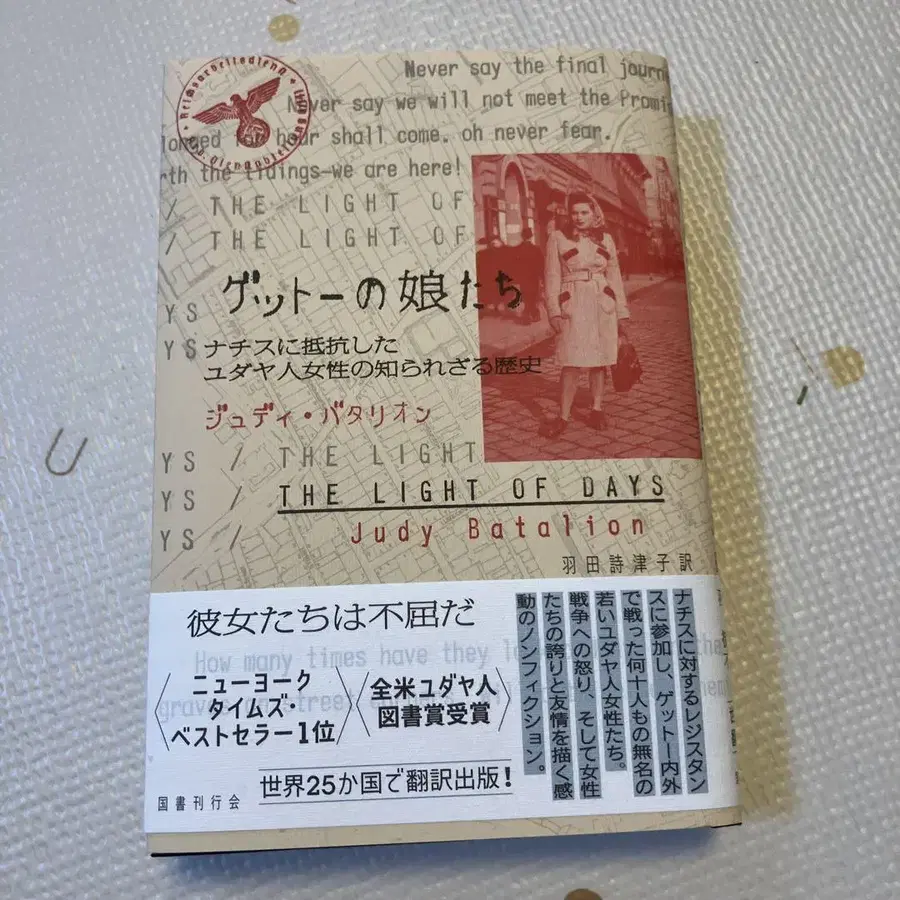 Never say the final journ
Never say we will not meet the Promi
longed for hour shall come. oh never fear.
rth the tidings-we are here!
/ THE LIGHT OF
/ THE LIGHT OF
YS
ゲットーの娘たち
YS
ナチスに抵抗した
ユダヤ人女性の知られざる歴史
ジュディ・バタリオン
YS / THE LIGHT
YS / THE LIGHT OF DAYS
YS / Judy Batalion
羽田詩津子訳
彼女たちは不屈だ
How many times have they
ニューヨーク
タイムズ・
ベストセラー1位
全米ユダヤ人
図書賞受賞
世界25か国で翻訳出版!
国書刊行会
ナチスに対するレジスタン
スに参加し、ゲットー内外
で戦った何十人もの無名の
若いユダヤ人女性たち。
戦争への怒り、そして女性
たちの誇りと友情を描く感
動のノンフィクション。